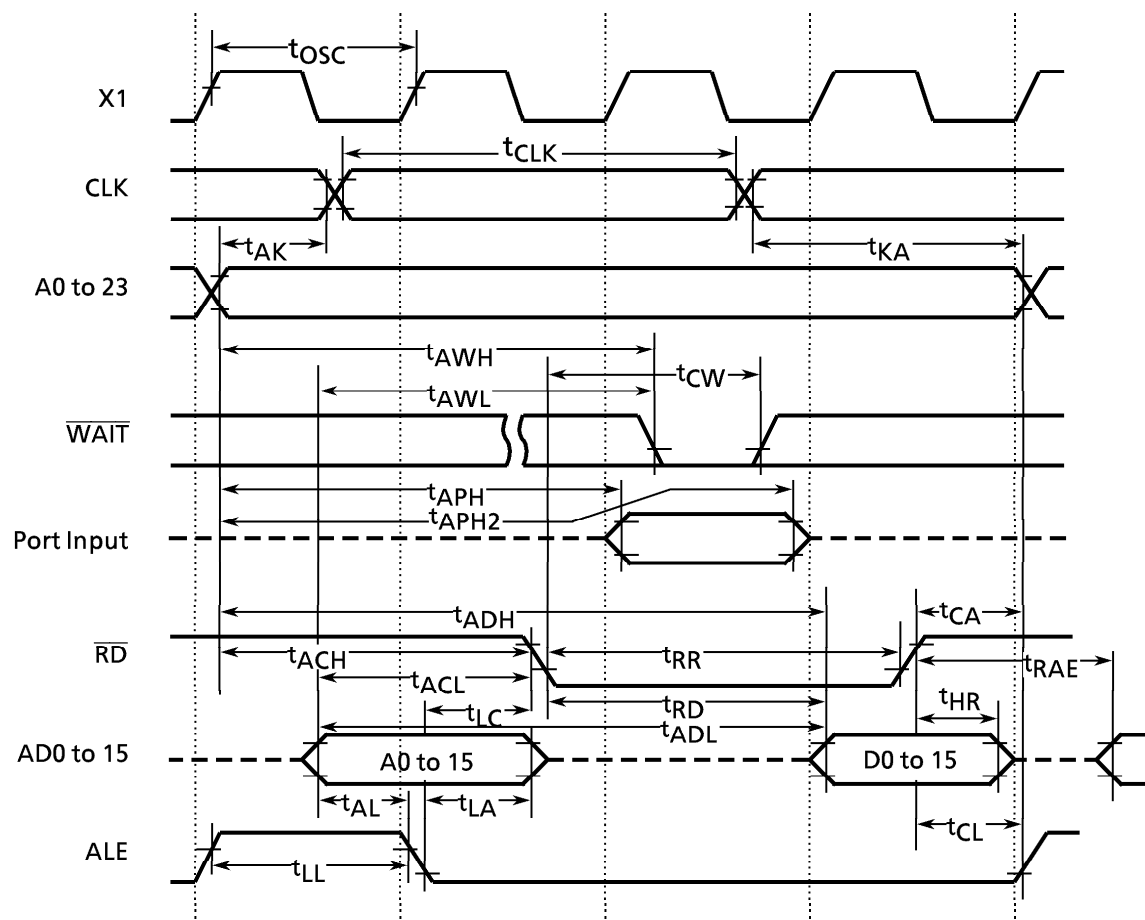 tOSC
X1
tCLK
CLK
tAK
tKA
A0 to 23
tAWH
tCW
tAWL
WAIT
tAPH
tAPH2
Port Input
tADH
tCA
RD
tACH
tRR
tRAE
tACL
tLC
tRD
tHR
tADL
AD0 to 15
A0 to 15
D0 to 15
tAL
tLA
tCL
ALE
tLL